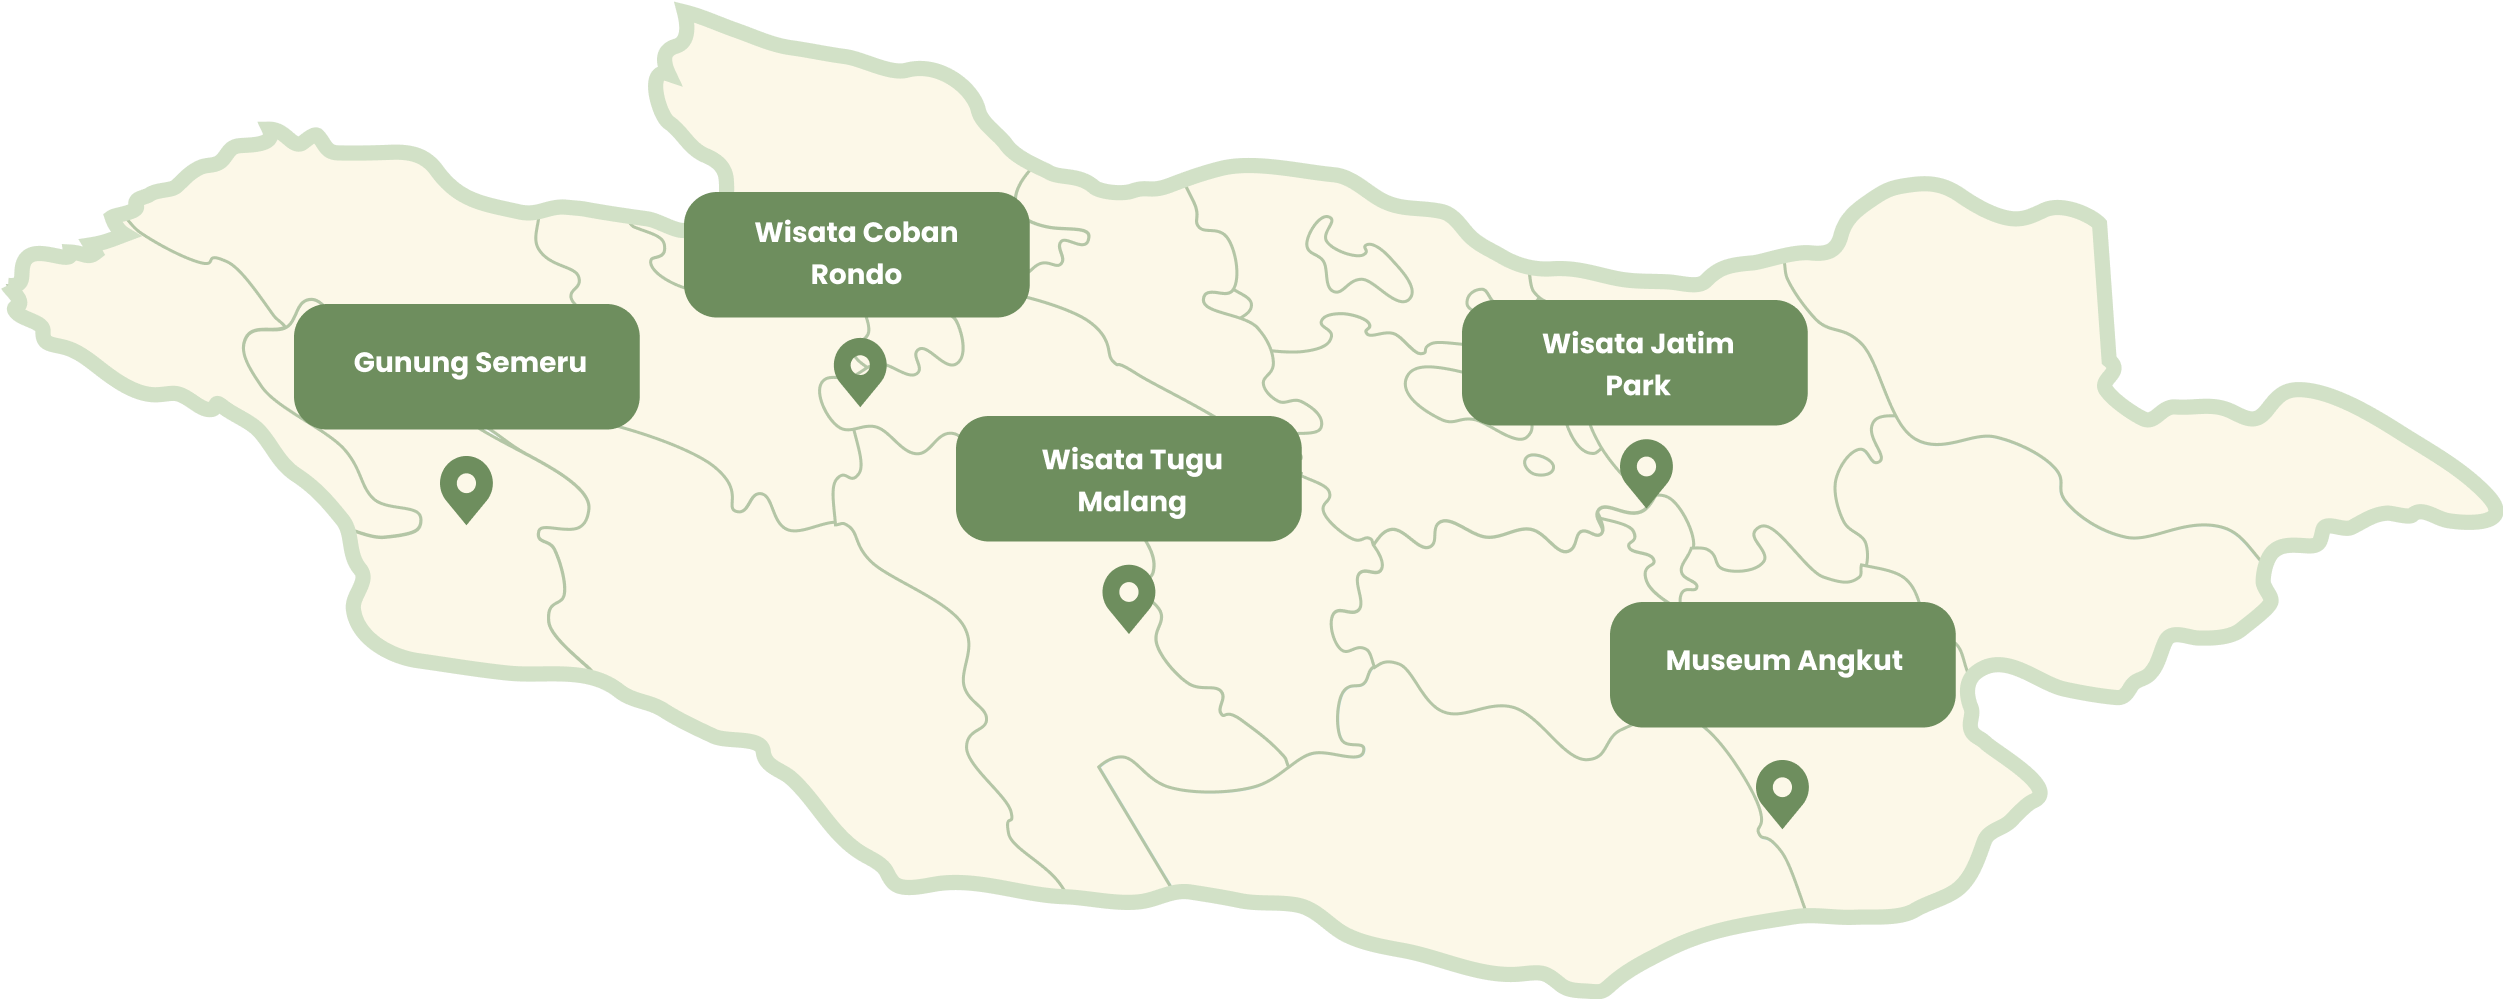 Wisata Coban
Rondo
Gunung Semeru
Wisata Jatim
Park
Wisata Tugu
Malang
Museum Angkut